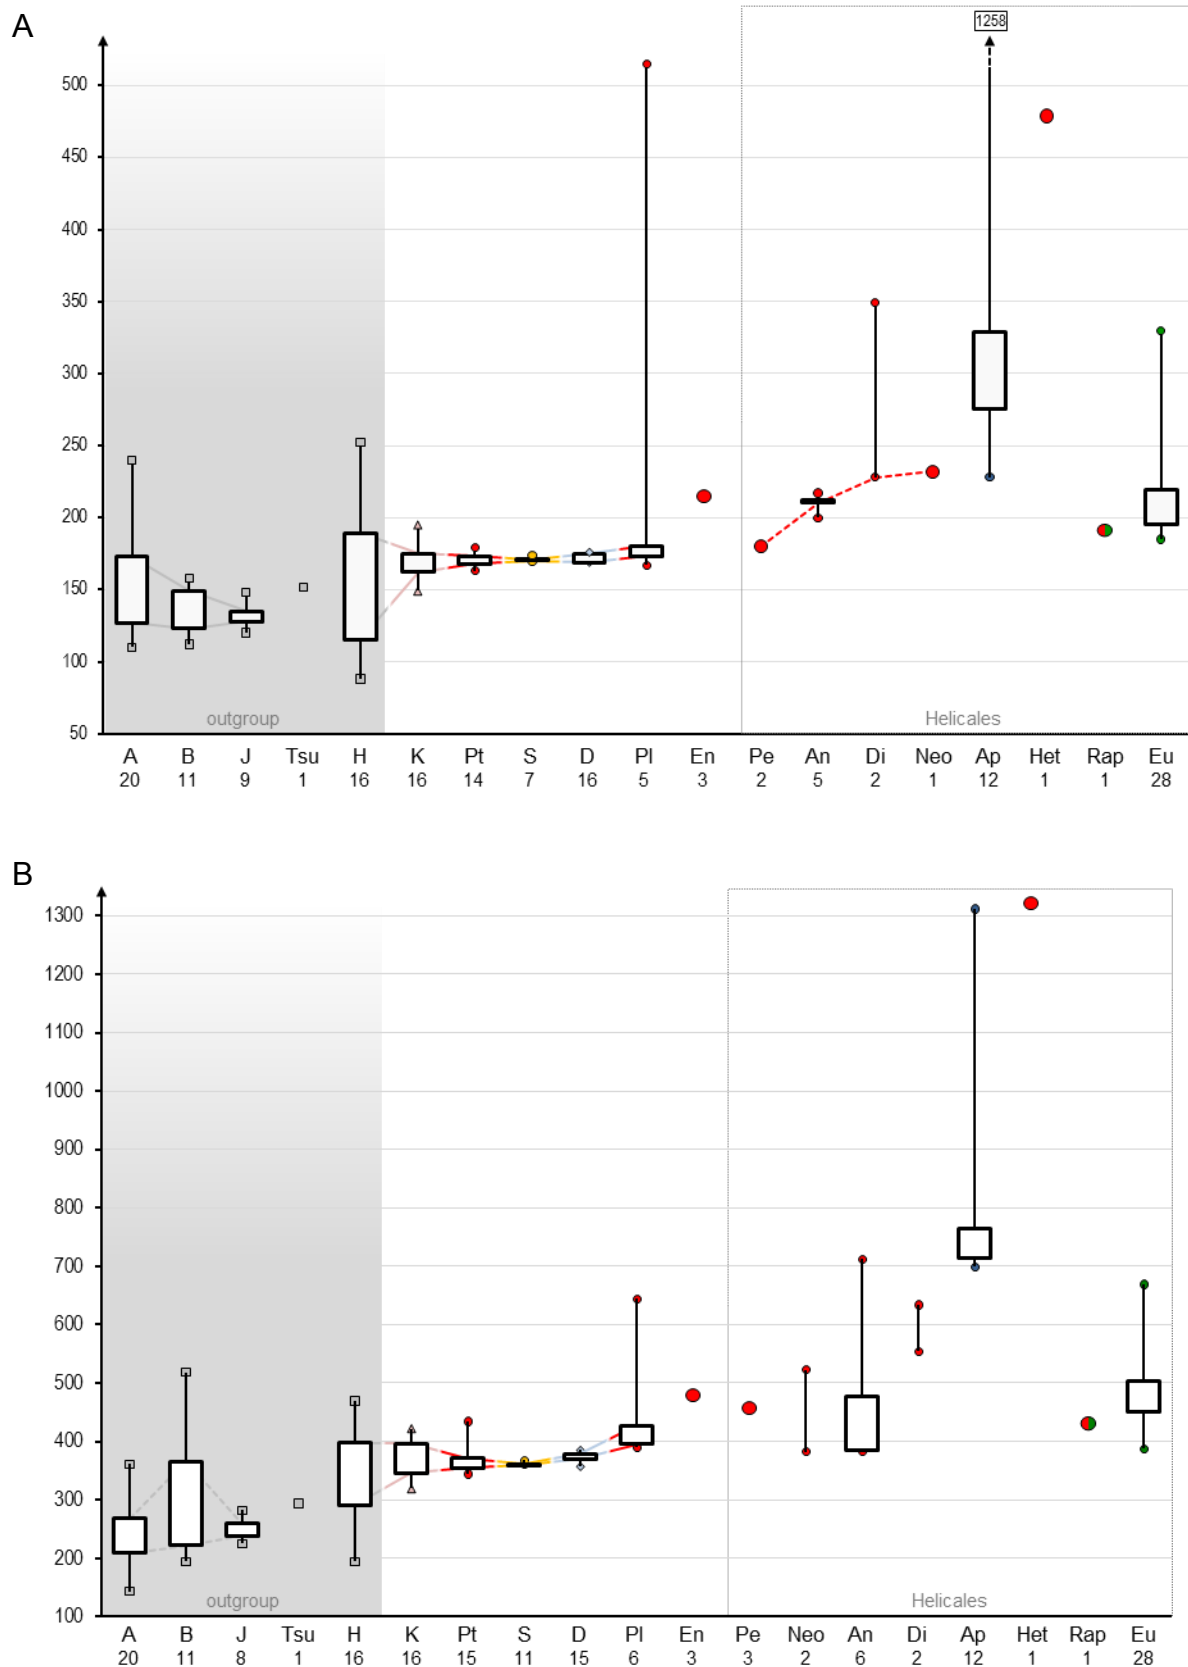 A
1258
500
450
400
350
300
250
200
150
100
50
outgroup
Helicales
A B J Tsu H K Pt S D Pl En Pe An Di Neo Ap Het Rap Eu
20 11 9 1 16 16 14 7 16 5 3 2 5 2 1 12 1 1 28
B
1300
1200
1100
1000
900
800
700
600
500
400
300
200
100
outgroup
Helicales
A B J Tsu H K Pt S D Pl En Pe Neo An Di Ap Het Rap Eu
20 11 8 1 16 16 15 11 15 6 3 3 2 6 2 12 1 1 28